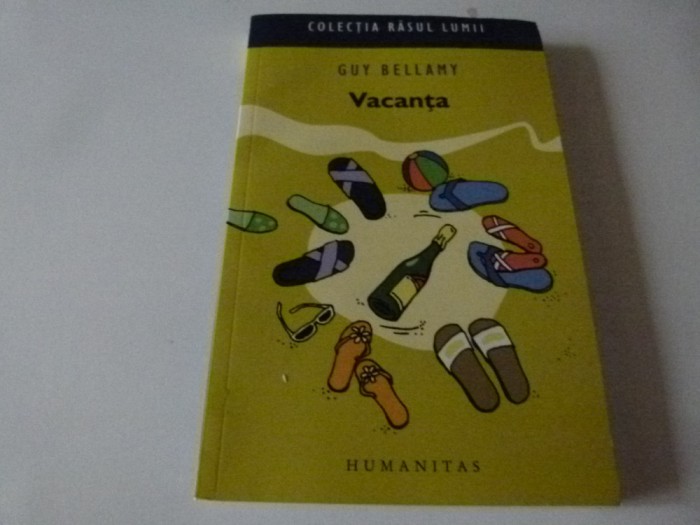 COLECȚIA RÂSUL LUMII
GUY BELLAMY
Vacanța
HUMANITAS